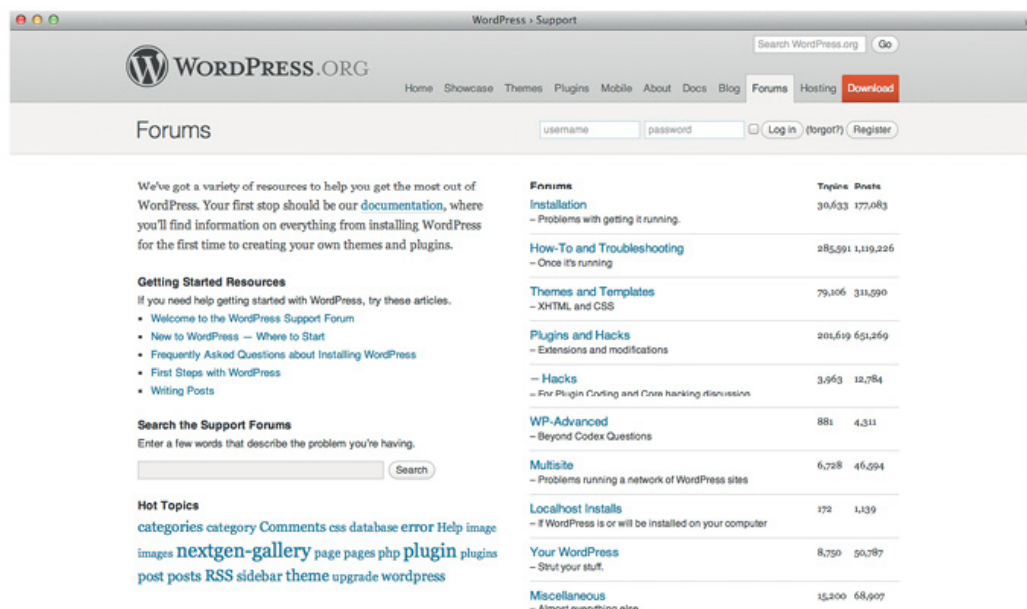 WordPress › Support
Search WordPress.org Go
WORDPRESS.ORG
Home Showcase Themes Plugins Mobile About Docs Blog Forums Hosting Download
Forums
username password Log in (forgot?) Register
We've got a variety of resources to help you get the most out of
WordPress. Your first stop should be our documentation, where
you'll find information on everything from installing WordPress
for the first time to creating your own themes and plugins.
Getting Started Resources
If you need help getting started with WordPress, try these articles.
▪ Welcome to the WordPress Support Forum
▪ New to WordPress — Where to Start
▪ Frequently Asked Questions about Installing WordPress
▪ First Steps with WordPress
▪ Writing Posts
Search the Support Forums
Enter a few words that describe the problem you're having.
Search
Hot Topics
categories category Comments css database error Help image
images nextgen-gallery page pages php plugin plugins
post posts RSS sidebar theme upgrade wordpress
Forums Topics Posts
Installation 30,633 177,083
– Problems with getting it running.
How-To and Troubleshooting 285,591 1,119,226
– Once it's running
Themes and Templates 79,106 311,590
– XHTML and CSS
Plugins and Hacks 201,619 651,269
– Extensions and modifications
— Hacks 3,963 12,784
– For Plugin Coding and Core hacking discussion
WP-Advanced 881 4,311
– Beyond Codex Questions
Multisite 6,728 46,594
– Problems running a network of WordPress sites
Localhost Installs 172 1,139
– If WordPress is or will be installed on your computer
Your WordPress 8,750 50,787
– Strut your stuff.
Miscellaneous 15,200 68,907
– Almost everything else